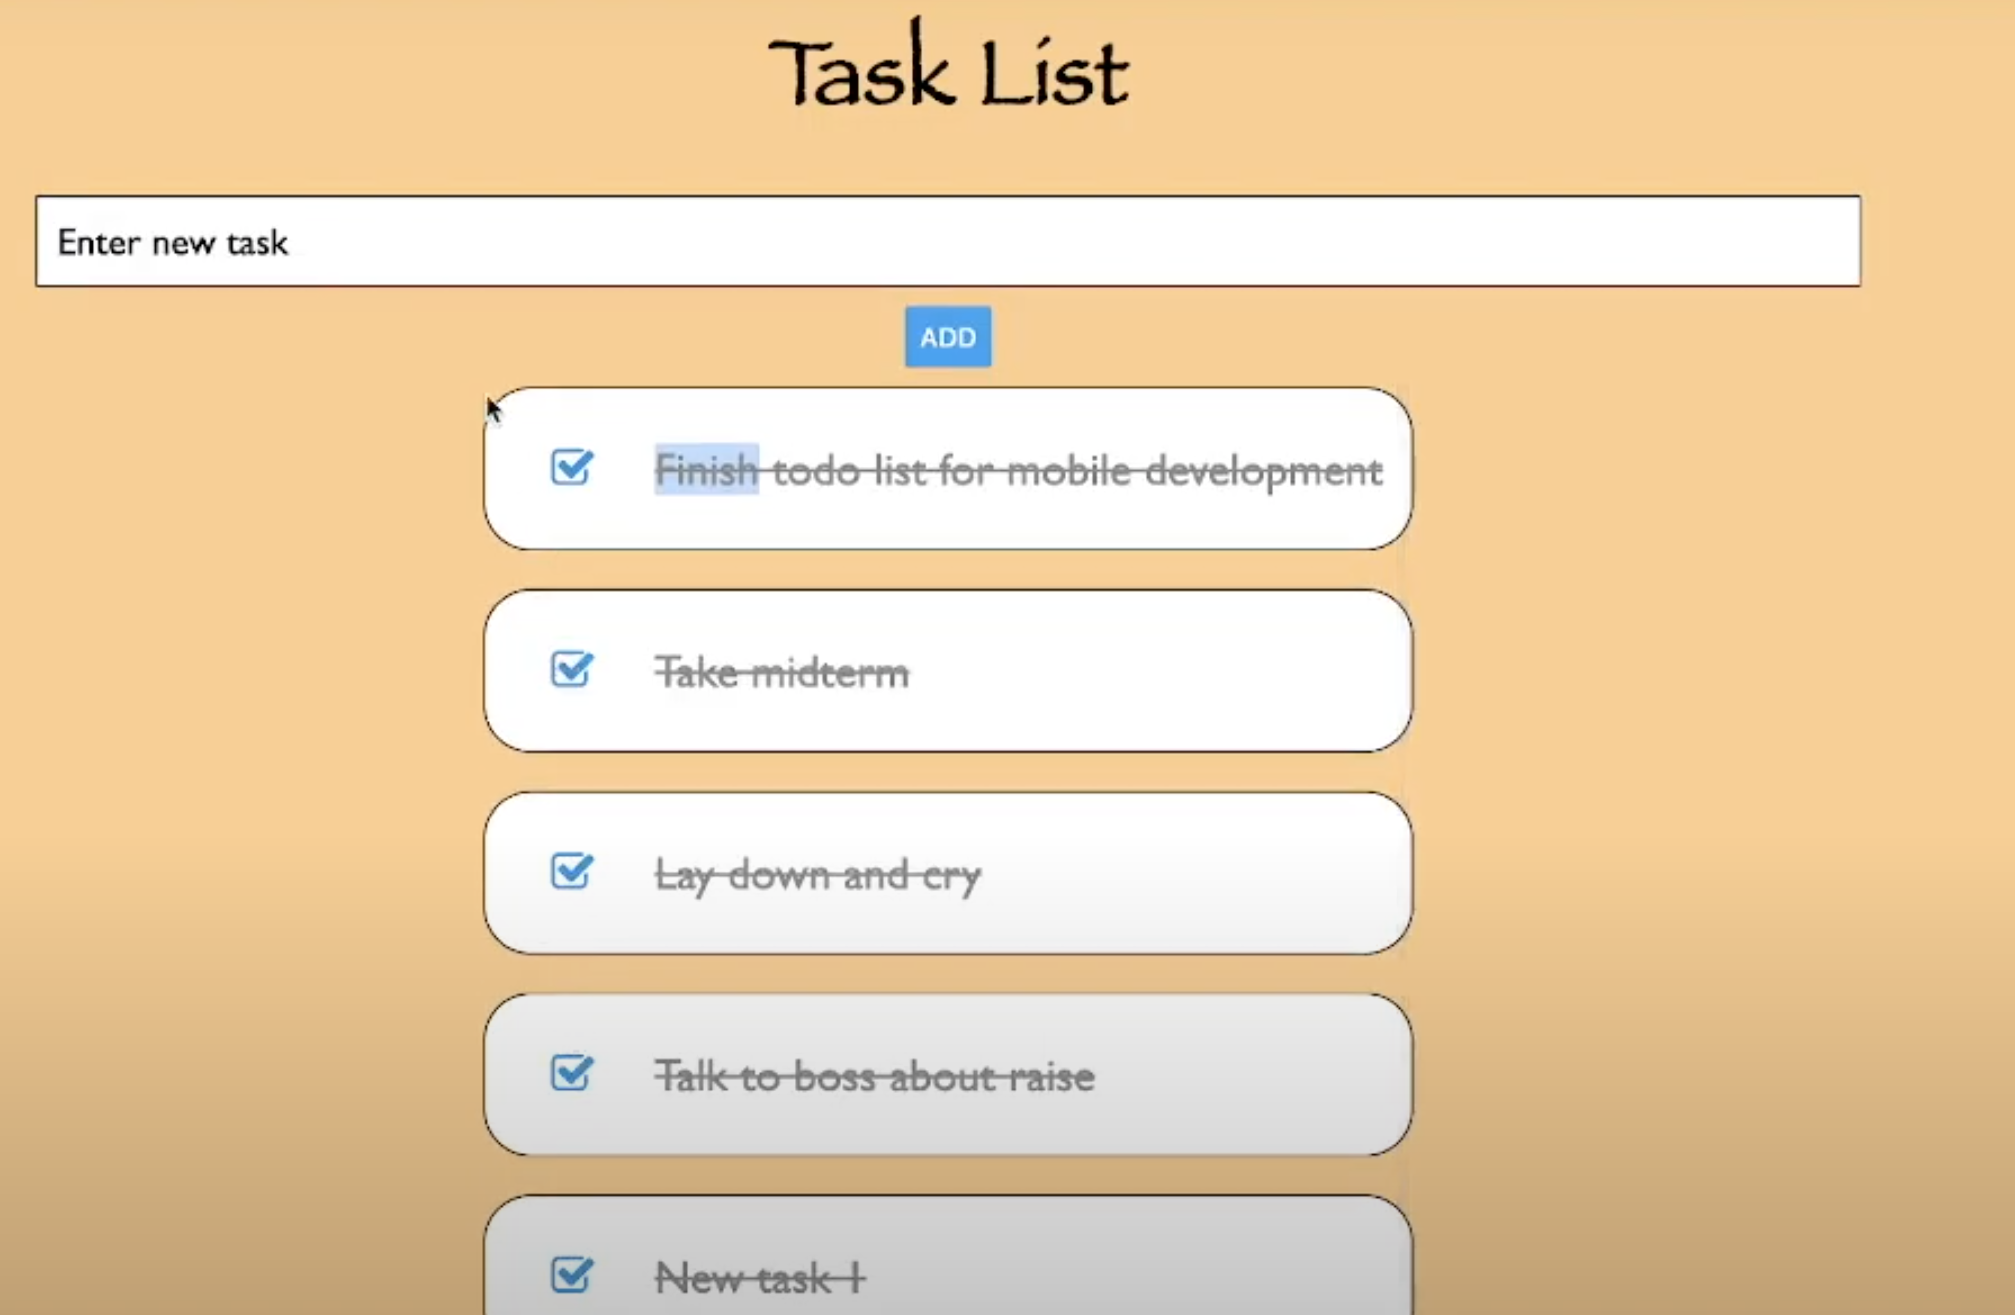 Task List
Enter new task
ADD
Finish todo list for mobile development
Take midterm
Lay down and cry
Talk to boss about raise
New task 1